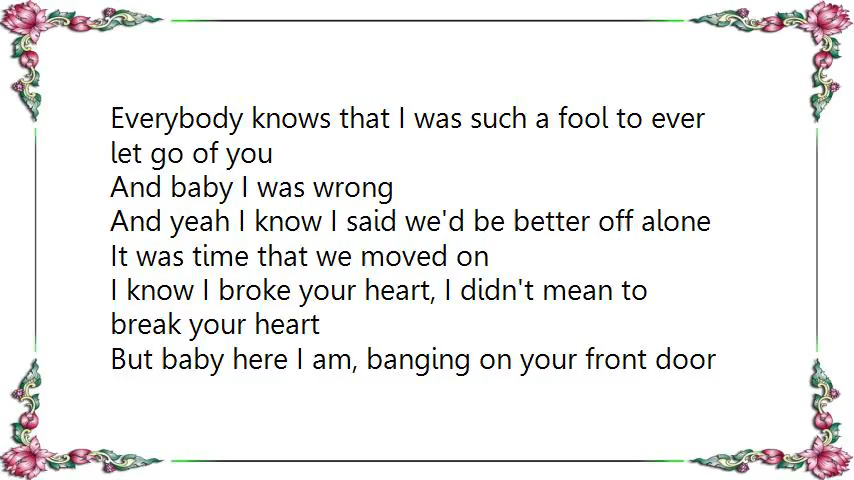 Everybody knows that I was such a fool to ever
let go of you
And baby I was wrong
And yeah I know I said we'd be better off alone
It was time that we moved on
I know I broke your heart, I didn't mean to
break your heart
But baby here I am, banging on your front door